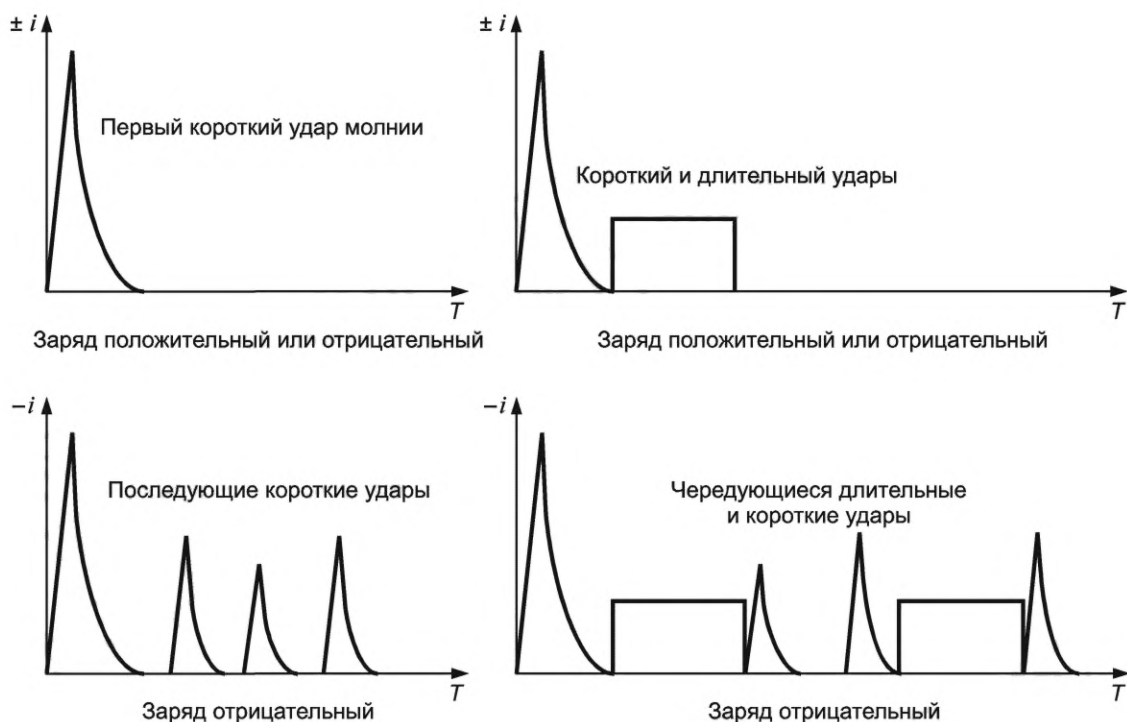 ± i
Первый короткий удар молнии
T
Заряд положительный или отрицательный
± i
Короткий и длительный удары
T
Заряд положительный или отрицательный
−i
Последующие короткие удары
T
Заряд отрицательный
−i
Чередующиеся длительные
и короткие удары
T
Заряд отрицательный